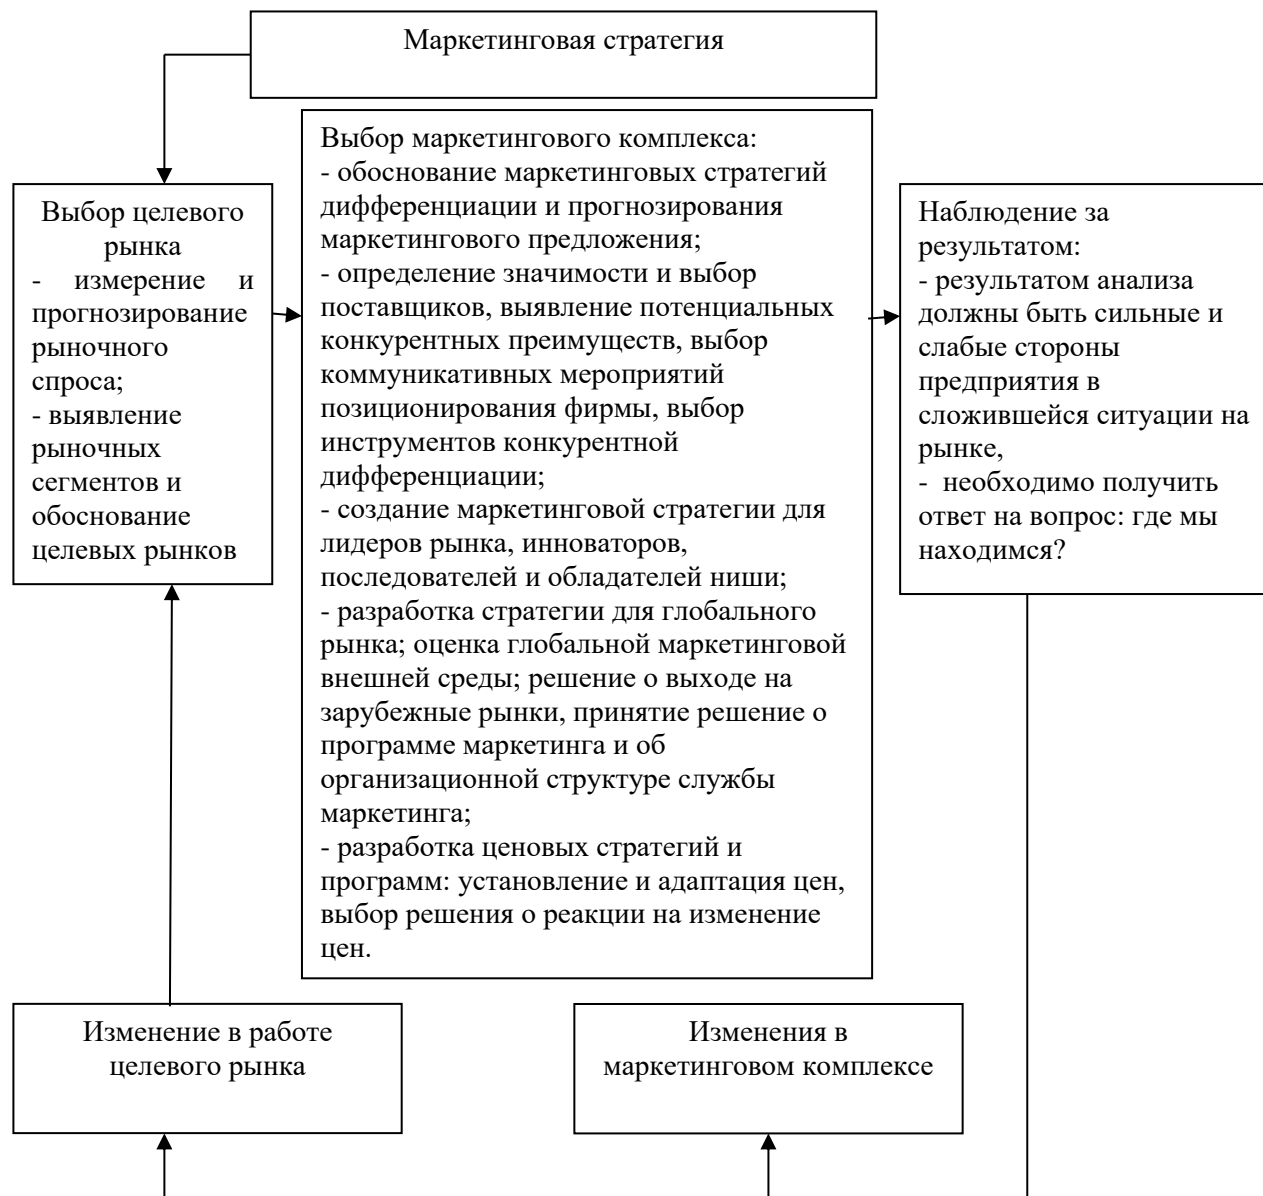 Маркетинговая стратегия
Выбор целевого
рынка
- измерение и
прогнозирование
рыночного
спроса;
- выявление
рыночных
сегментов и
обоснование
целевых рынков
Выбор маркетингового комплекса:
- обоснование маркетинговых стратегий
дифференциации и прогнозирования
маркетингового предложения;
- определение значимости и выбор
поставщиков, выявление потенциальных
конкурентных преимуществ, выбор
коммуникативных мероприятий
позиционирования фирмы, выбор
инструментов конкурентной
дифференциации;
- создание маркетинговой стратегии для
лидеров рынка, инноваторов,
последователей и обладателей ниши;
- разработка стратегии для глобального
рынка; оценка глобальной маркетинговой
внешней среды; решение о выходе на
зарубежные рынки, принятие решение о
программе маркетинга и об
организационной структуре службы
маркетинга;
- разработка ценовых стратегий и
программ: установление и адаптация цен,
выбор решения о реакции на изменение
цен.
Наблюдение за
результатом:
- результатом анализа
должны быть сильные и
слабые стороны
предприятия в
сложившейся ситуации на
рынке,
- необходимо получить
ответ на вопрос: где мы
находимся?
Изменение в работе
целевого рынка
Изменения в
маркетинговом комплексе